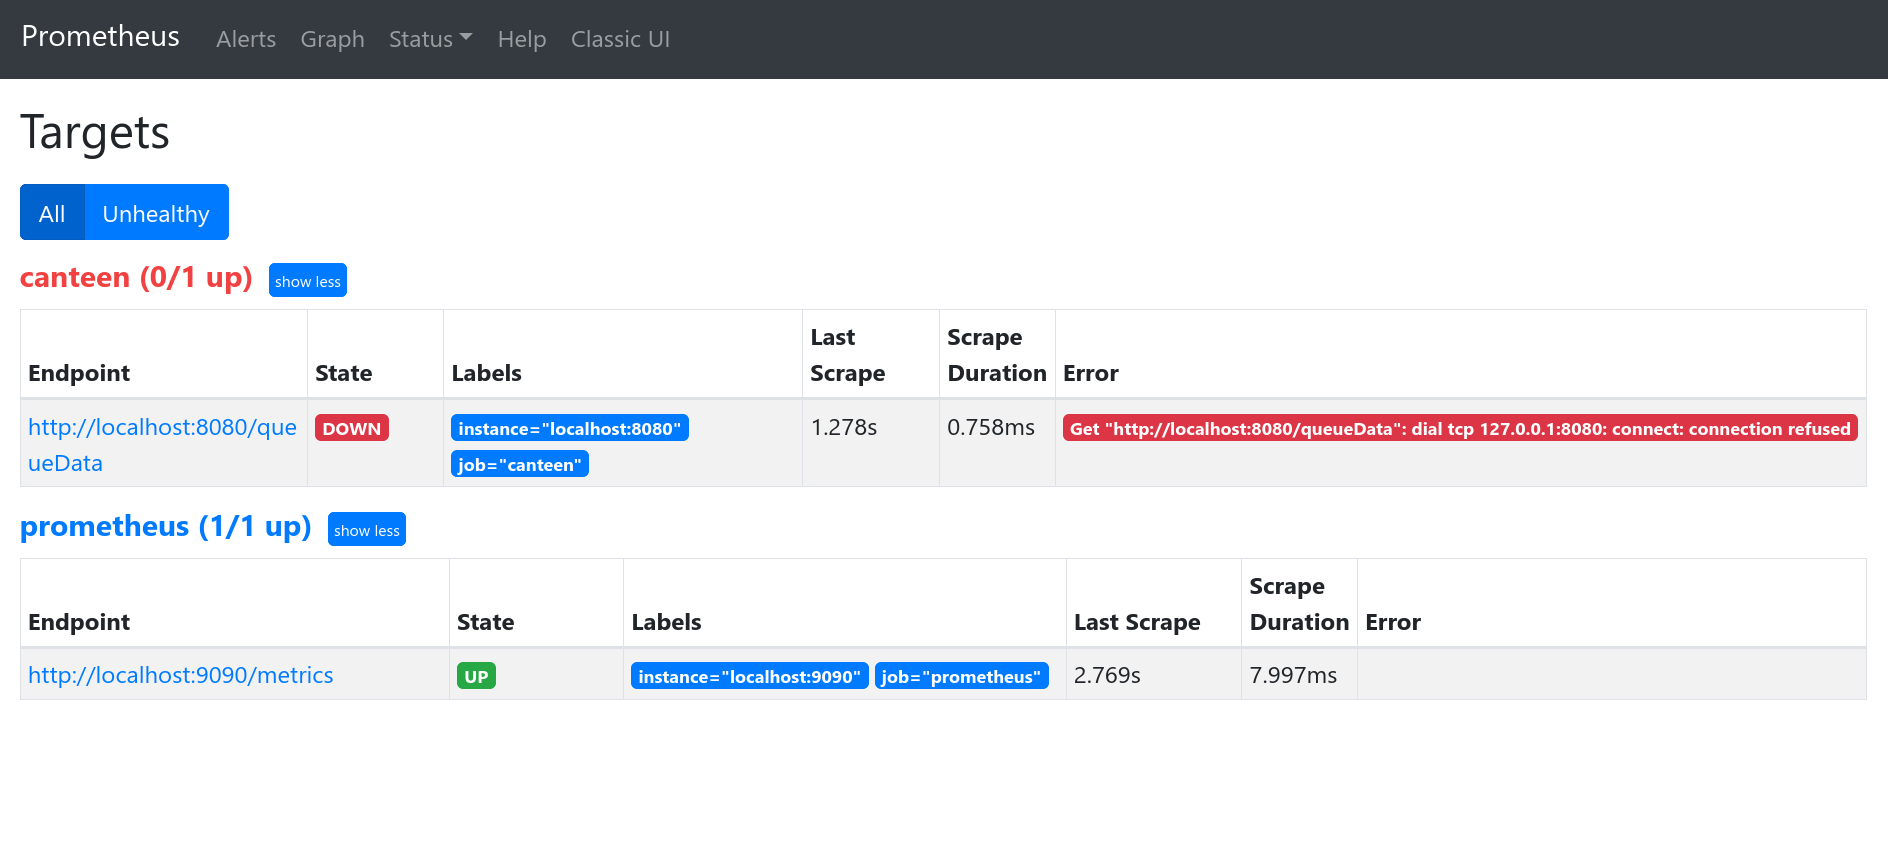 Prometheus Alerts Graph Status Help Classic UI
Targets
All Unhealthy
canteen (0/1 up) show less
Endpoint State Labels Last Scrape Scrape Duration Error
http://localhost:8080/que
ueData
DOWN
instance="localhost:8080"
job="canteen"
1.278s
0.758ms
Get "http://localhost:8080/queueData": dial tcp 127.0.0.1:8080: connect: connection refused
prometheus (1/1 up) show less
Endpoint State Labels Last Scrape Scrape Duration Error
http://localhost:9090/metrics UP instance="localhost:9090" job="prometheus" 2.769s 7.997ms